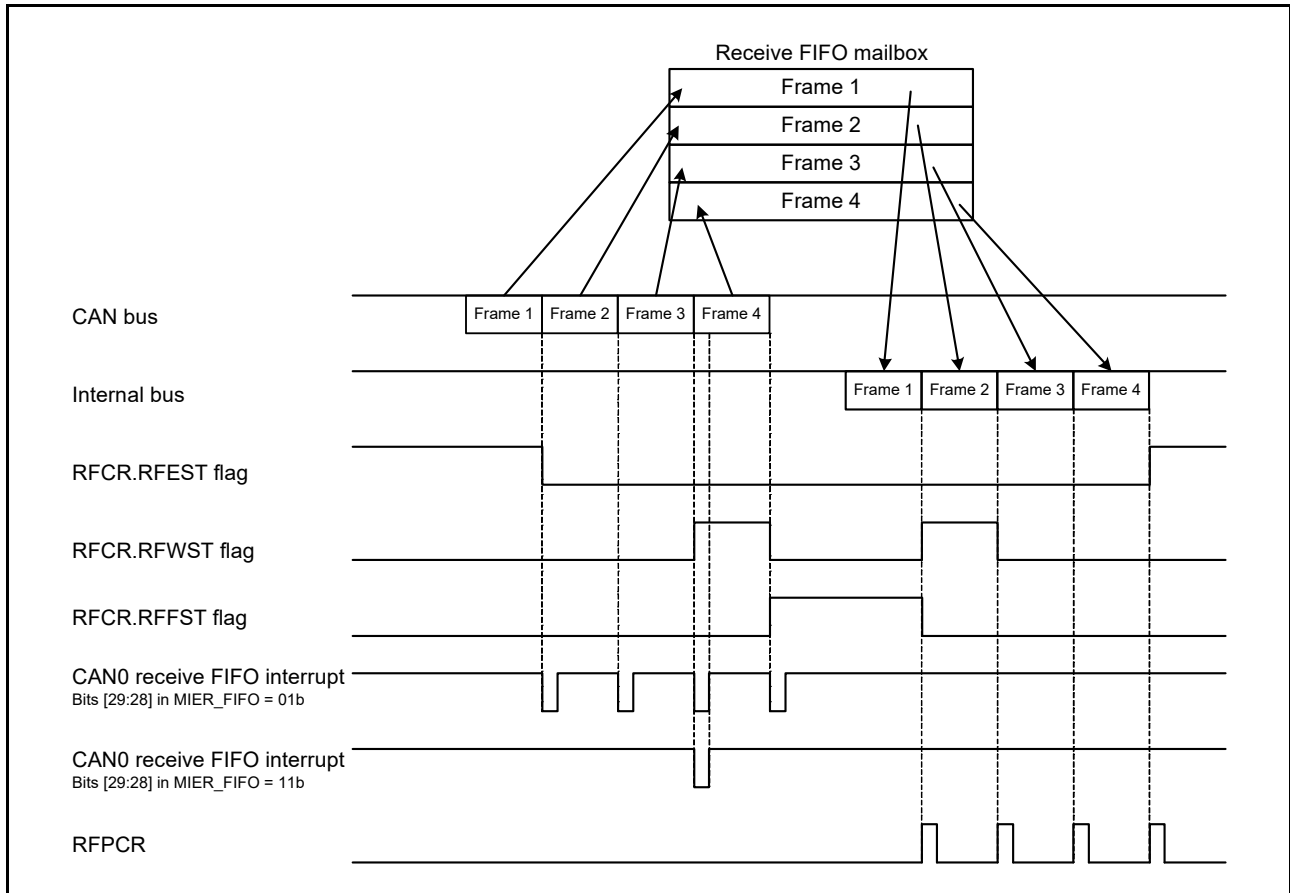 Receive FIFO mailbox
Frame 1
Frame 2
Frame 3
Frame 4
CAN bus
Frame 1 Frame 2 Frame 3 Frame 4
Internal bus
Frame 1 Frame 2 Frame 3 Frame 4
RFCR.RFEST flag
RFCR.RFWST flag
RFCR.RFFST flag
CAN0 receive FIFO interrupt
Bits [29:28] in MIER_FIFO = 01b
CAN0 receive FIFO interrupt
Bits [29:28] in MIER_FIFO = 11b
RFPCR